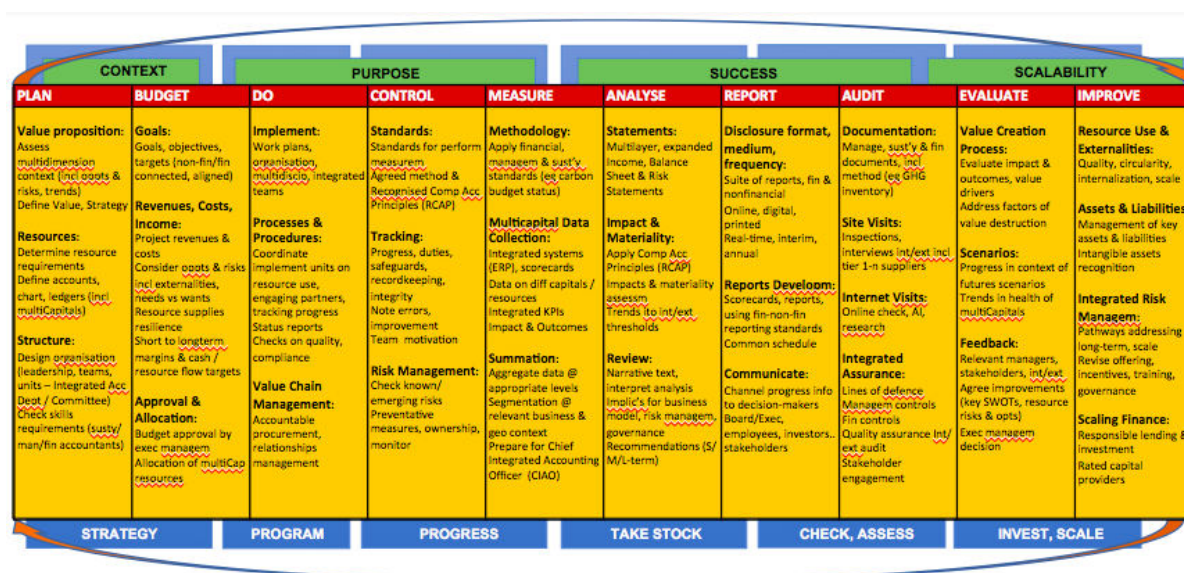 CONTEXT
PURPOSE
SUCCESS
SCALABILITY
PLAN
BUDGET
DO
CONTROL
MEASURE
ANALYSE
REPORT
AUDIT
EVALUATE
IMPROVE
Value proposition:
Assess
multidimension
context (incl opots &
risks, trends)
Define Value, Strategy
Resources:
Determine resource
requirements
Define accounts,
chart, ledgers (incl
multiCapitals)
Structure:
Design organisation
(leadership, teams,
units – Integrated Acc
Dept / Committee)
Check skills
requirements (susty/
man/fin accountants)
Goals:
Goals, objectives,
targets (non-fin/fin
connected, aligned)
Revenues, Costs,
Income:
Project revenues &
costs
Consider opots & risks
incl externalities,
needs vs wants
Resource supplies
resilience
Short to longterm
margins & cash /
resource flow targets
Approval &
Allocation:
Budget approval by
exec managem
Allocation of multiCap
resources
Implement:
Work plans,
organisation,
multidiscip, integrated
teams
Processes &
Procedures:
Coordinate
implement units on
resource use,
engaging partners,
tracking progress
Status reports
Checks on quality,
compliance
Value Chain
Management:
Accountable
procurement,
relationships
management
Standards:
Standards for perform
measurem
Agreed method &
Recognised Comp Acc
Principles (RCAP)
Tracking:
Progress, duties,
safeguards,
recordkeeping,
integrity
Note errors,
improvement
Team motivation
Risk Management:
Check known/
emerging risks
Preventative
measures, ownership,
monitor
Methodology:
Apply financial,
managem & sust'v
standards (eg carbon
budget status)
Multicapital Data
Collection:
Integrated systems
(ERP), scorecards
Data on diff capitals /
resources
Integrated KPIs
Impact & Outcomes
Summation:
Aggregate data @
appropriate levels
Segmentation @
relevant business &
geo context
Prepare for Chief
Integrated Accounting
Officer (CIAO)
Statements:
Multilayer, expanded
Income, Balance
Sheet & Risk
Statements
Impact &
Materiality:
Apply Comp Acc
Principles (RCAP)
Impacts & materiality
assessm
Trends ito int/ext
thresholds
Review:
Narrative text,
interpret analysis
Implic's for business
model, risk managem,
governance
Recommendations (S/
M/L-term)
Disclosure format,
medium,
frequency:
Suite of reports, fin &
nonfinancial
Online, digital,
printed
Real-time, interim,
annual
Reports Developm:
Scorecards, reports,
using fin-non-fin
reporting standards
Common schedule
Communicate:
Channel progress info
to decision-makers
Board/Exec,
employees, investors..
stakeholders
Documentation:
Manage, sust'y & fin
documents, incl
method (eg GHG
inventory)
Site Visits:
Inspections,
interviews int/ext incl
tier 1-n suppliers
Internet Visits:
Online check, AI,
research
Integrated
Assurance:
Lines of defence
Managem controls
Fin controls
Quality assurance Int/
ext audit
Stakeholder
engagement
Value Creation
Process:
Evaluate impact &
outcomes, value
drivers
Address factors of
value destruction
Scenarios:
Progress in context of
future scenarios
Trends in health of
multiCapitals
Feedback:
Relevant managers,
stakeholders, int/ext
Agree improvements
(key SWOTs, resource
risks & opts)
Exec managem
decision
Resource Use &
Externalities:
Quality, circularity,
internalization, scale
Assets & Liabilities
Management of key
assets & liabilities
Intangible assets
recognition
Integrated Risk
Managem:
Pathways addressing
long-term, scale
Revise offering,
incentives, training,
governance
Scaling Finance:
Responsible lending &
investment
Rated capital
providers
STRATEGY
PROGRAM
PROGRESS
TAKE STOCK
CHECK, ASSESS
INVEST, SCALE